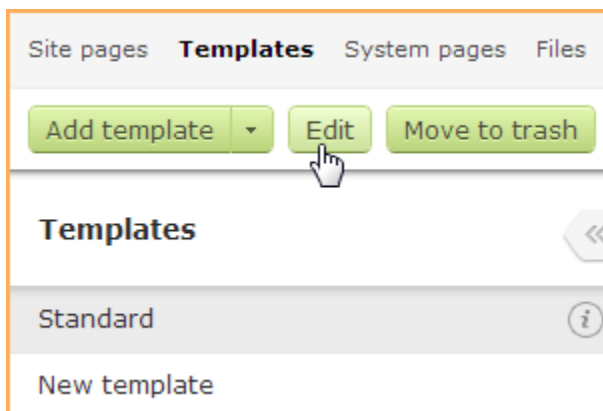 Site pages Templates System pages Files
Add template Edit Move to trash
Templates
Standard
New template